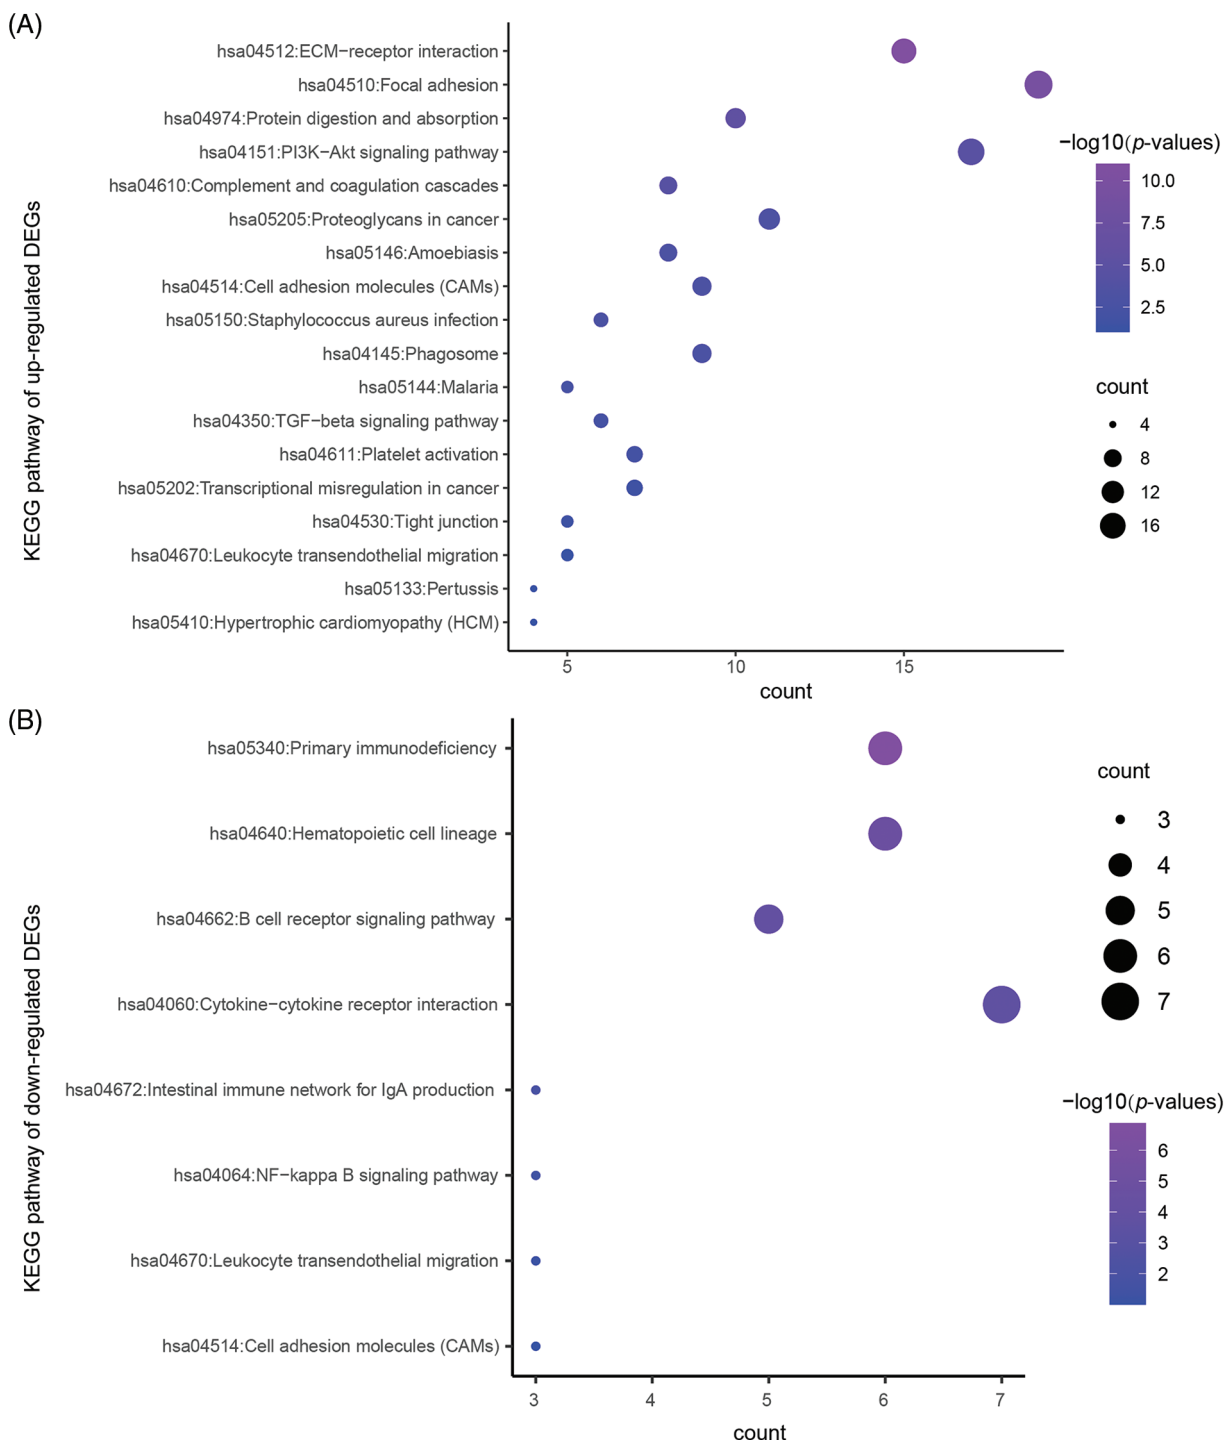 (A)
hsa04512:ECM−receptor interaction
hsa04510:Focal adhesion
hsa04974:Protein digestion and absorption
hsa04151:PI3K−Akt signaling pathway
hsa04610:Complement and coagulation cascades
hsa05205:Proteoglycans in cancer
hsa05146:Amoebiasis
hsa04514:Cell adhesion molecules (CAMs)
hsa05150:Staphylococcus aureus infection
hsa04145:Phagosome
hsa05144:Malaria
hsa04350:TGF−beta signaling pathway
hsa04611:Platelet activation
hsa05202:Transcriptional misregulation in cancer
hsa04530:Tight junction
hsa04670:Leukocyte transendothelial migration
hsa05133:Pertussis
hsa05410:Hypertrophic cardiomyopathy (HCM)
KEGG pathway of up-regulated DEGs
5 10 15
count
−log10(p-values)
10.0
7.5
5.0
2.5
count
4
8
12
16
(B)
hsa05340:Primary immunodeficiency
hsa04640:Hematopoietic cell lineage
hsa04662:B cell receptor signaling pathway
hsa04060:Cytokine−cytokine receptor interaction
hsa04672:Intestinal immune network for IgA production
hsa04064:NF−kappa B signaling pathway
hsa04670:Leukocyte transendothelial migration
hsa04514:Cell adhesion molecules (CAMs)
KEGG pathway of down-regulated DEGs
3 4 5 6 7
count
count
3
4
5
6
7
−log10(p-values)
6
5
4
3
2